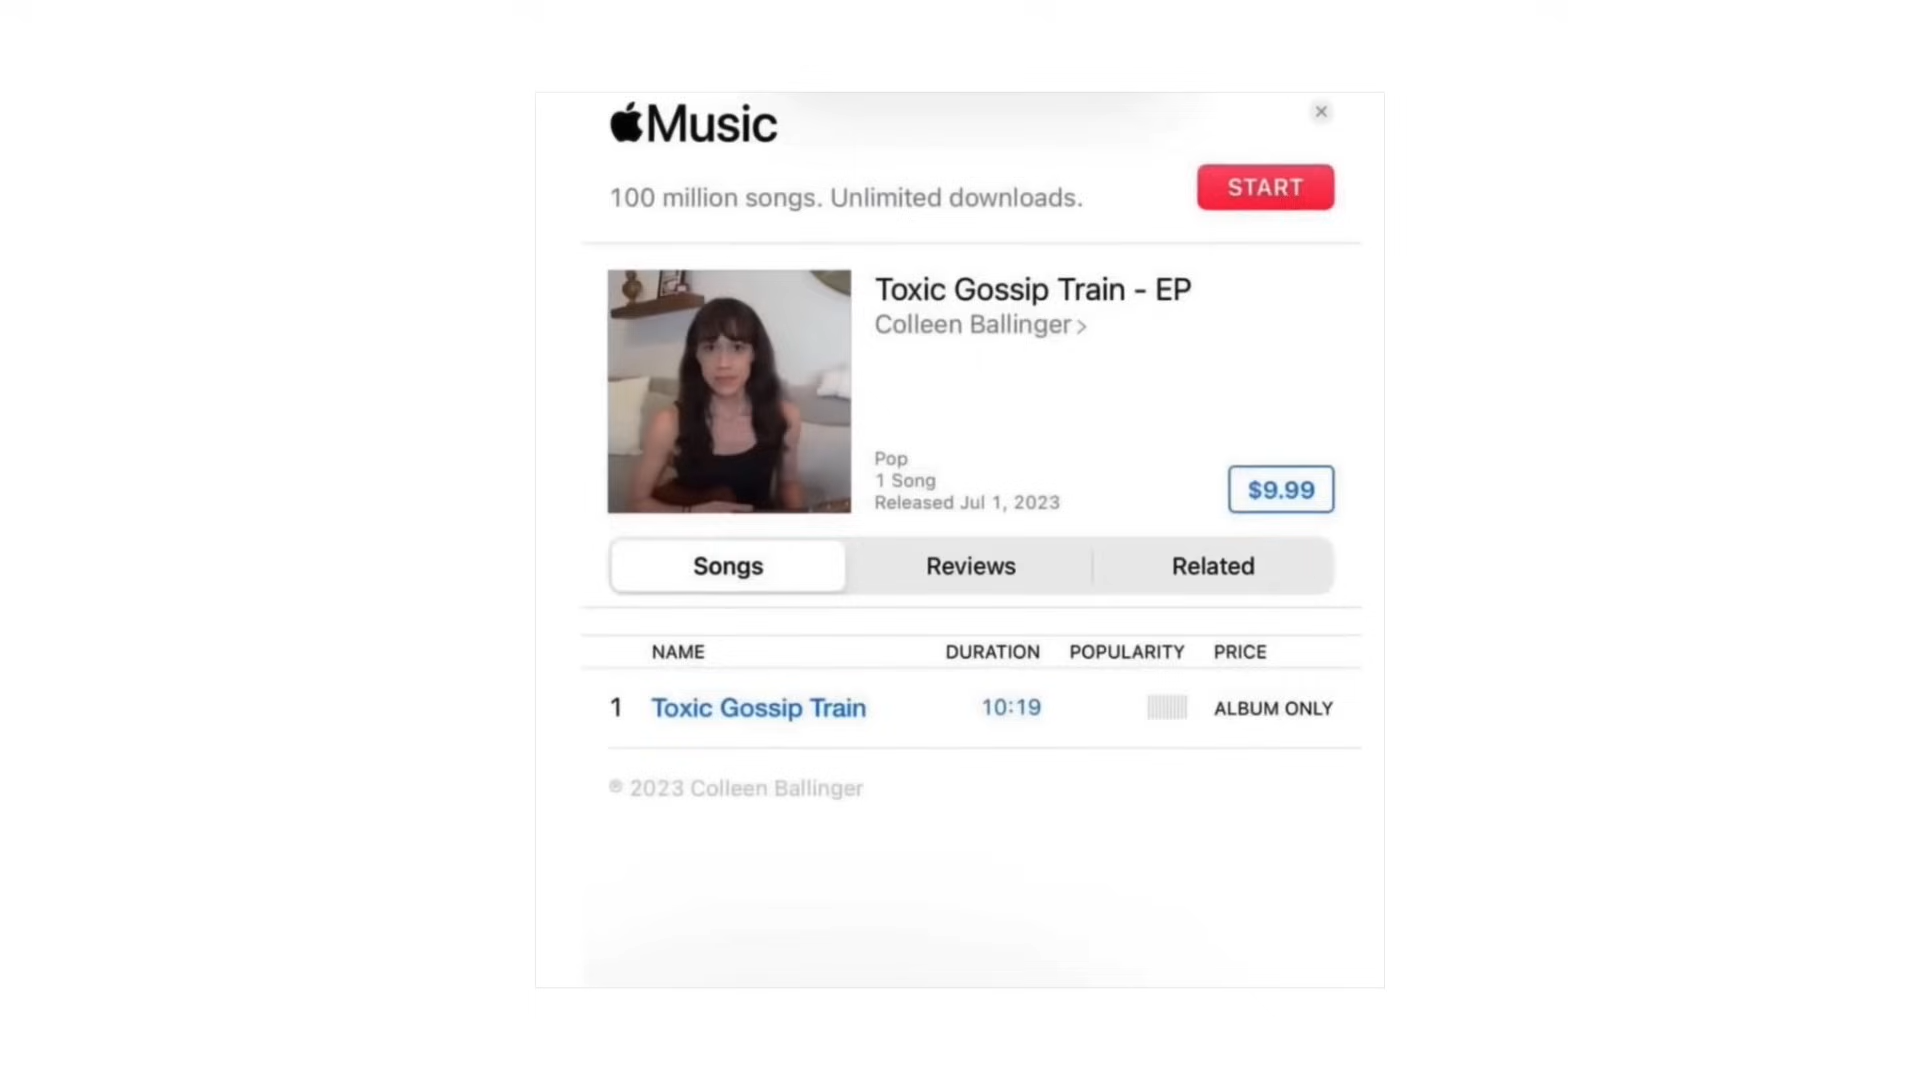 Music
100 million songs. Unlimited downloads.
START
Toxic Gossip Train - EP
Colleen Ballinger >
Pop
1 Song
Released Jul 1, 2023
$9.99
Songs Reviews Related
NAME DURATION POPULARITY PRICE
1 Toxic Gossip Train 10:19 ALBUM ONLY
℗ 2023 Colleen Ballinger